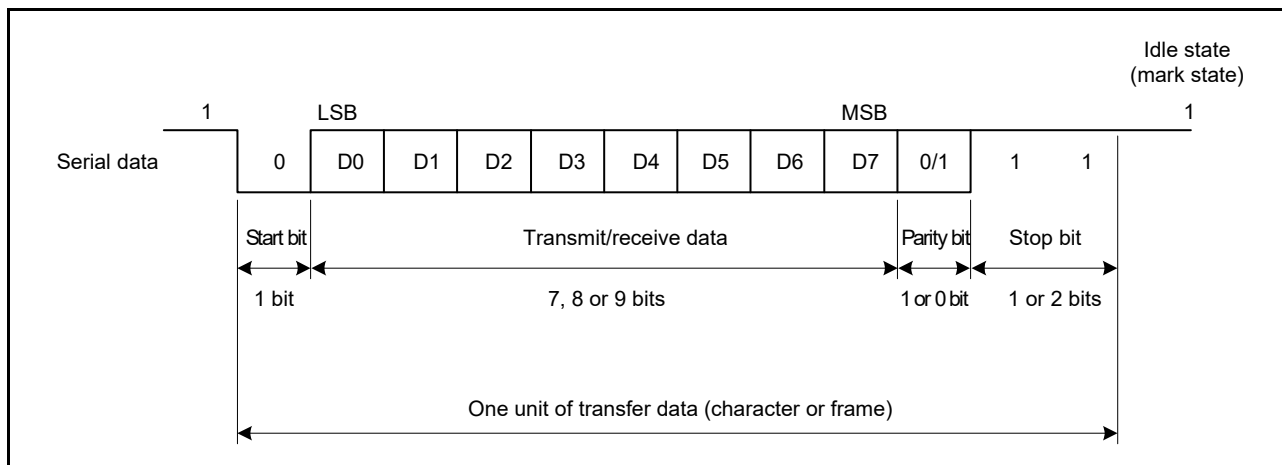 Idle state
(mark state)
1 LSB MSB 1
Serial data 0 D0 D1 D2 D3 D4 D5 D6 D7 0/1 1 1
Start bit Transmit/receive data Parity bit Stop bit
1 bit 7, 8 or 9 bits 1 or 0 bit 1 or 2 bits
One unit of transfer data (character or frame)